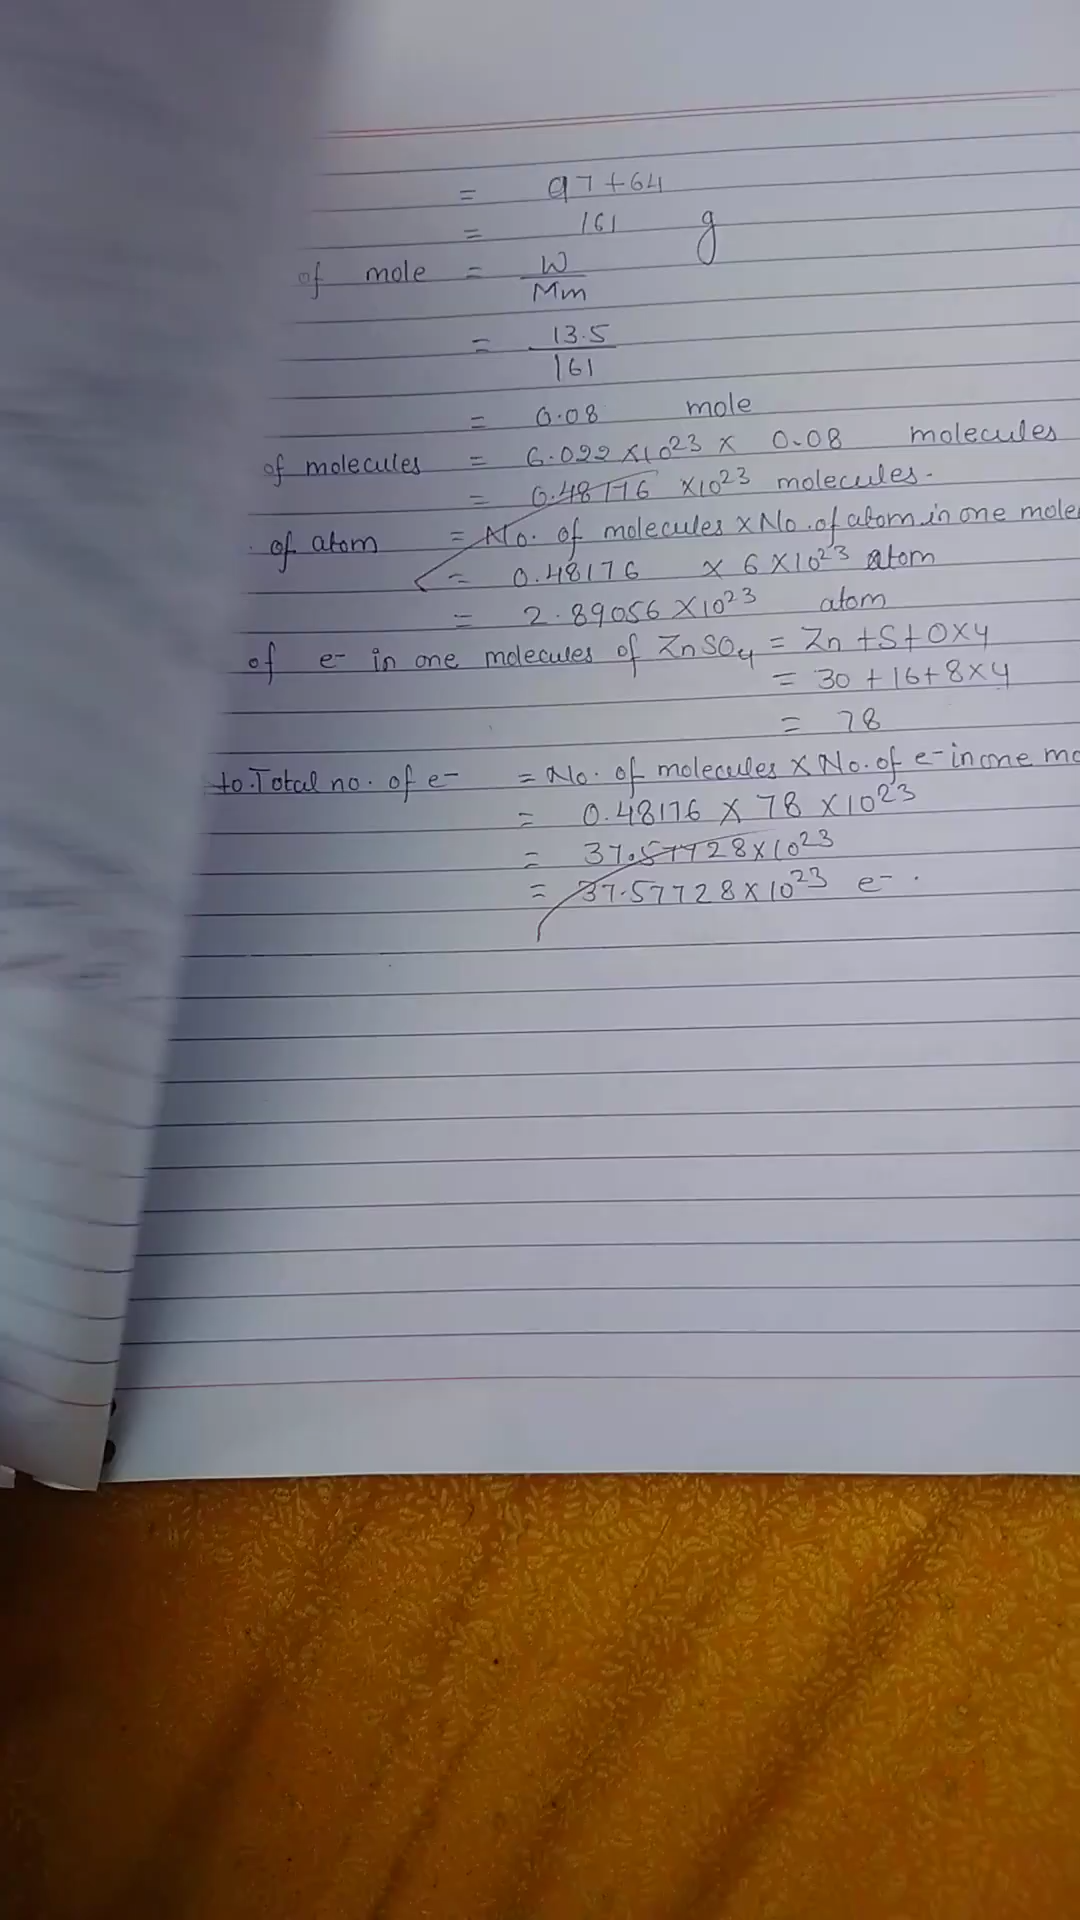 = 97+64
= 161 g
of mole = W/Mm
= 13.5/161
= 0.08 mole
of molecules = 6.022 ×10²³ × 0.08 molecules
= 0.48176 ×10²³ molecules.
of atom = No. of molecules × No. of atom in one molec
= 0.48176 × 6 ×10²³ atom
= 2.89056 ×10²³ atom
of e- in one molecules of ZnSO₄ = Zn + S + O×4
= 30 + 16 + 8×4
= 78
to. Total no. of e- = No. of molecules × No. of e- in one mo
= 0.48176 × 78 ×10²³
= 37.57728×10²³
= 37.57728×10²³ e-.